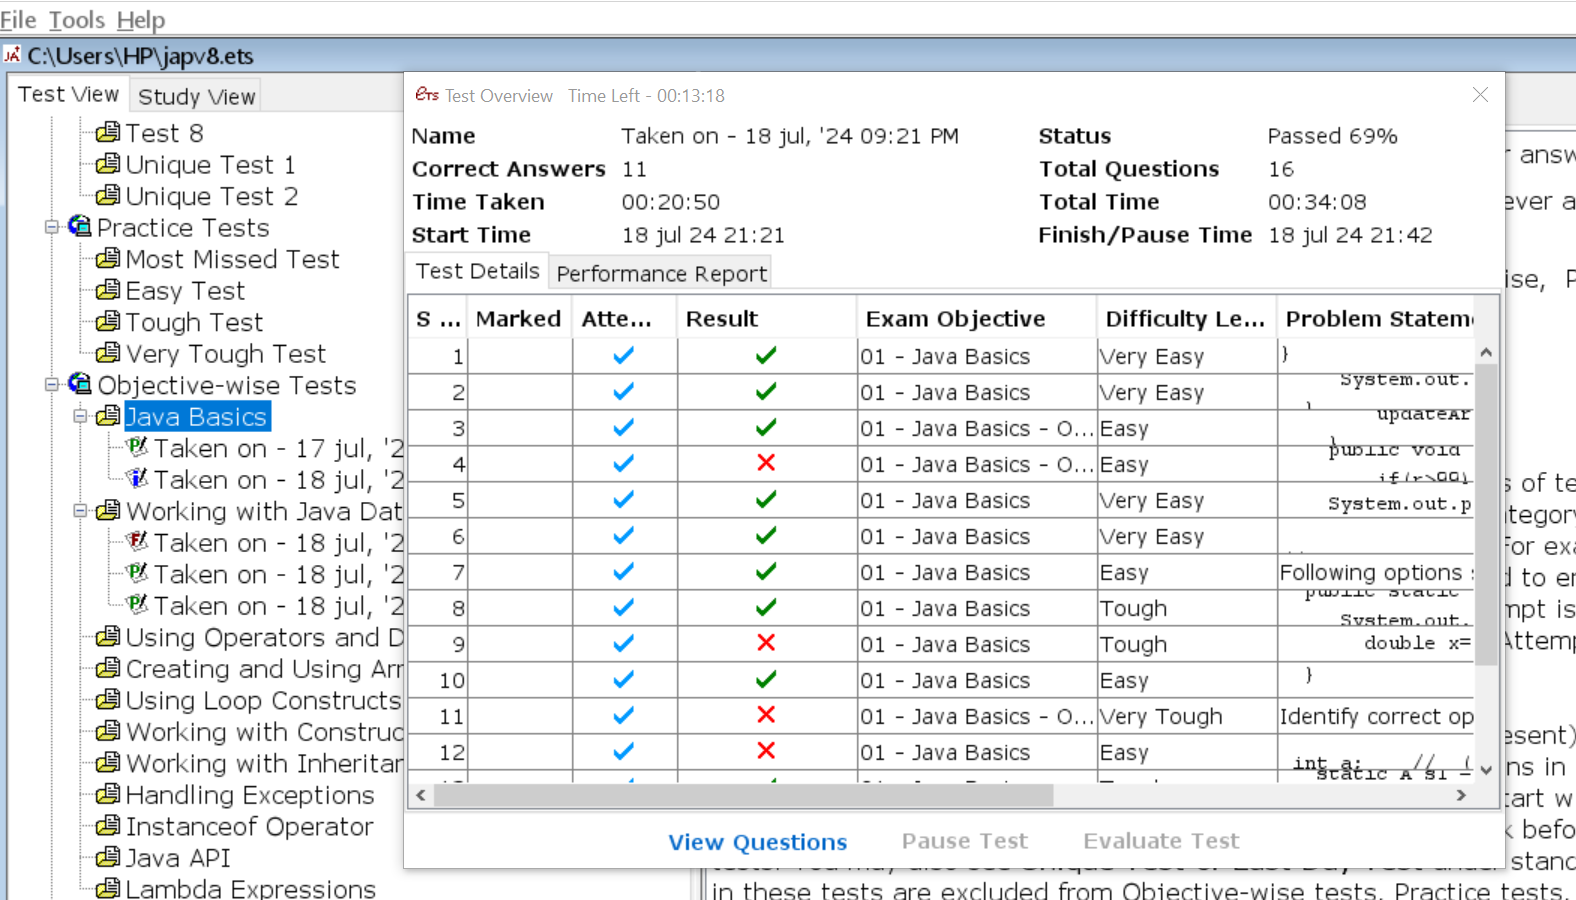 File Tools Help
C:\Users\HP\japv8.ets
Test View Study View
Test 8
Unique Test 1
Unique Test 2
Practice Tests
Most Missed Test
Easy Test
Tough Test
Very Tough Test
Objective-wise Tests
Java Basics
Taken on - 17 jul, '2
Taken on - 18 jul, '2
Working with Java Dat
Taken on - 18 jul, '2
Taken on - 18 jul, '2
Taken on - 18 jul, '2
Using Operators and D
Creating and Using Arr
Using Loop Constructs
Working with Construc
Working with Inheritan
Handling Exceptions
Instanceof Operator
Java API
Lambda Expressions
ETS Test Overview Time Left - 00:13:18
Name Taken on - 18 jul, '24 09:21 PM Status Passed 69%
Correct Answers 11 Total Questions 16
Time Taken 00:20:50 Total Time 00:34:08
Start Time 18 jul 24 21:21 Finish/Pause Time 18 jul 24 21:42
Test Details Performance Report
S ... Marked Atte... Result Exam Objective Difficulty Le... Problem Stateme
1 01 - Java Basics Very Easy }
2 01 - Java Basics Very Easy System.out.
3 01 - Java Basics - O... Easy updateAr
4 01 - Java Basics - O... Easy public void
if(r>99)
5 01 - Java Basics Very Easy System.out.p
6 01 - Java Basics Very Easy
7 01 - Java Basics Easy Following options s
8 01 - Java Basics Tough public static
System.out.
9 01 - Java Basics Tough double x=
10 01 - Java Basics Easy }
11 01 - Java Basics - O... Very Tough Identify correct op
12 01 - Java Basics Easy int a; // (
static A s1 =
View Questions Pause Test Evaluate Test
r answ
ever a
ise, P
s of te
tegory
For exa
d to en
mpt is
Attemp
esent)
ns in
tart w
k befo
stand
in these tests are excluded from Objective-wise tests, Practice tests,